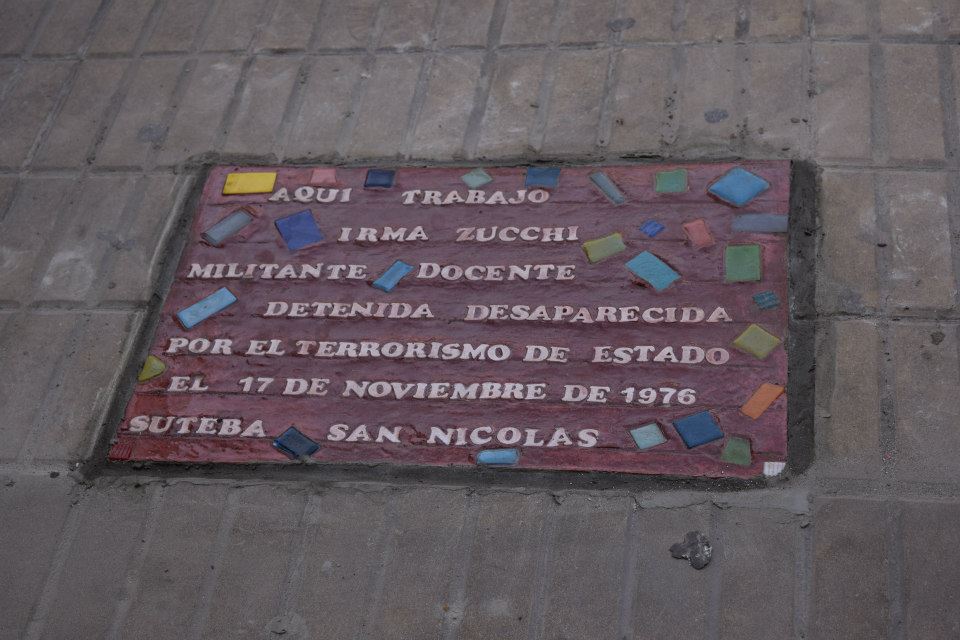 AQUI TRABAJO
IRMA ZUCCHI
MILITANTE DOCENTE
DETENIDA DESAPARECIDA
POR EL TERRORISMO DE ESTADO
EL 17 DE NOVIEMBRE DE 1976
SUTEBA SAN NICOLAS